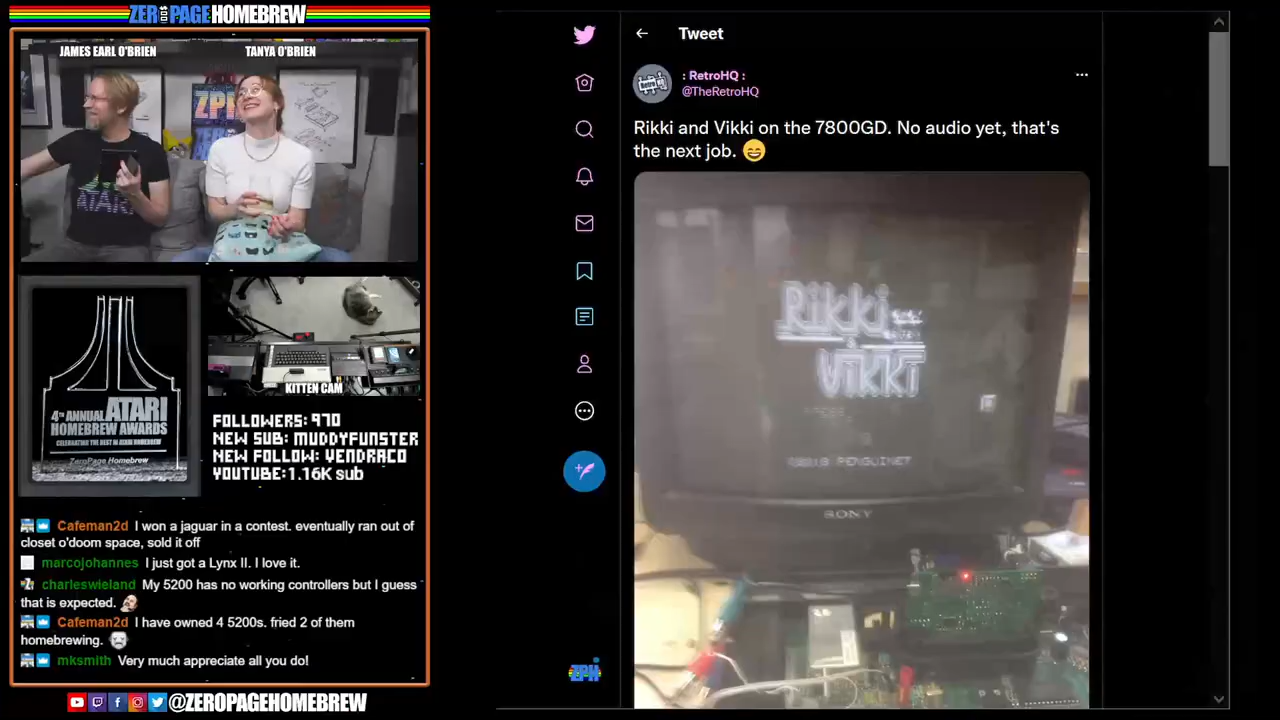 ZEROPAGE HOMEBREW
JAMES EARL O'BRIEN
TANYA O'BRIEN
ATARI
4TH ANNUAL ATARI
HOMEBREW AWARDS
CELEBRATING THE BEST IN ATARI HOMEBREW
ZeroPage Homebrew
KITTEN CAM
FOLLOWERS: 970
NEW SUB: MUDDYFUNSTER
NEW FOLLOW: VENDRACO
YOUTUBE:1.16K sub
Cafeman2d I won a jaguar in a contest. eventually ran out of
closet o'doom space, sold it off
marcojohannes I just got a Lynx II. I love it.
charleswieland My 5200 has no working controllers but I guess
that is expected.
Cafeman2d I have owned 4 5200s. fried 2 of them
homebrewing.
mksmith Very much appreciate all you do!
@ZEROPAGEHOMEBREW
Tweet
: RetroHQ :
@TheRetroHQ
Rikki and Vikki on the 7800GD. No audio yet, that's
the next job.
Rikki
Vikki
PENGUINET
SONY
ZPH